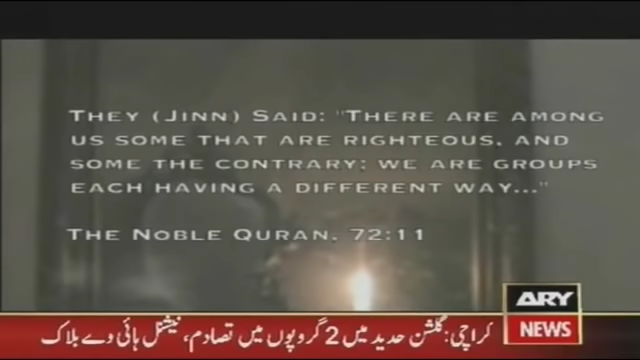 THEY (JINN) SAID: "THERE ARE AMONG
US SOME THAT ARE RIGHTEOUS, AND
SOME THE CONTRARY; WE ARE GROUPS
EACH HAVING A DIFFERENT WAY..."
THE NOBLE QURAN, 72:11
ARY
NEWS
کراچی: گلشن حدید میں 2 گروپوں میں تصادم، نیشنل ہائی وے بلاک